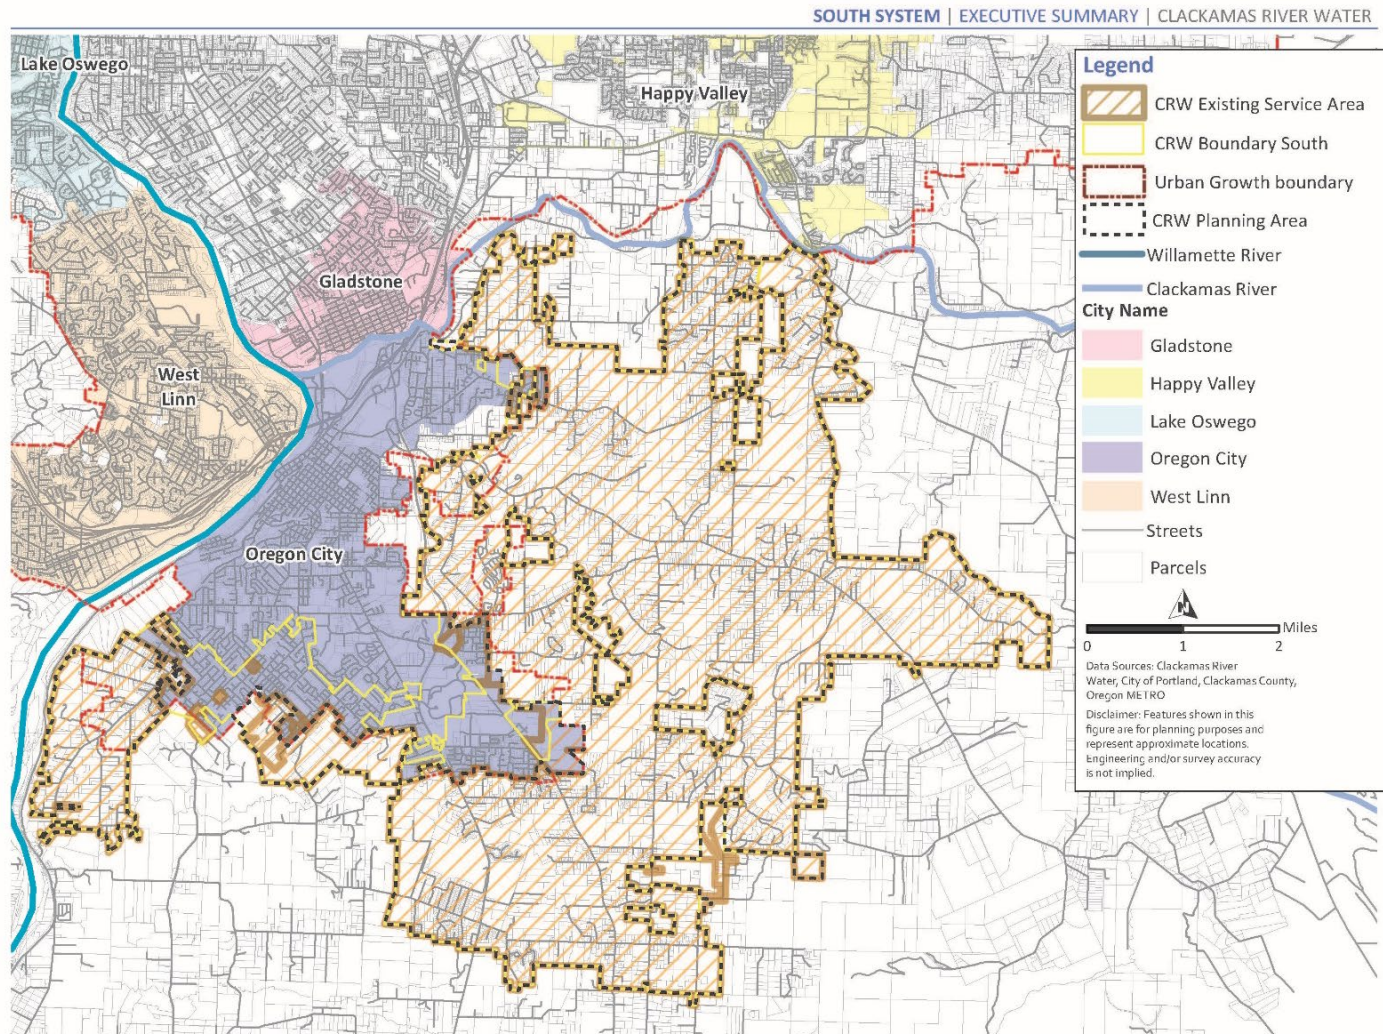 SOUTH SYSTEM | EXECUTIVE SUMMARY | CLACKAMAS RIVER WATER
Lake Oswego
Happy Valley
Gladstone
West
Linn
Oregon City
Legend
CRW Existing Service Area
CRW Boundary South
Urban Growth boundary
CRW Planning Area
Willamette River
Clackamas River
City Name
Gladstone
Happy Valley
Lake Oswego
Oregon City
West Linn
Streets
Parcels
N
Miles
0 1 2
Data Sources: Clackamas River
Water, City of Portland, Clackamas County,
Oregon METRO
Disclaimer: Features shown in this
figure are for planning purposes and
represent approximate locations.
Engineering and/or survey accuracy
is not implied.